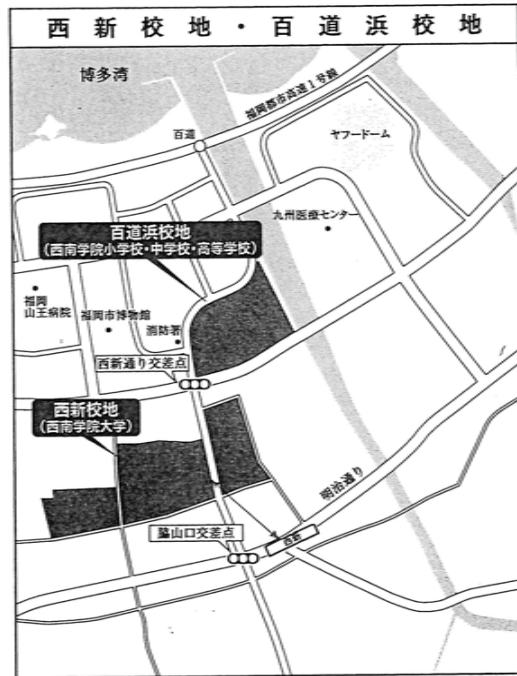 西新校地・百道浜校地
博多湾
福岡都市高速1号線
百道
ヤフードーム
九州医療センター
百道浜校地
(西南学院小学校・中学校・高等学校)
福岡
山王病院
福岡市博物館
消防署
西新通り交差点
西新校地
(西南学院大学)
明治通り
西新
脇山口交差点